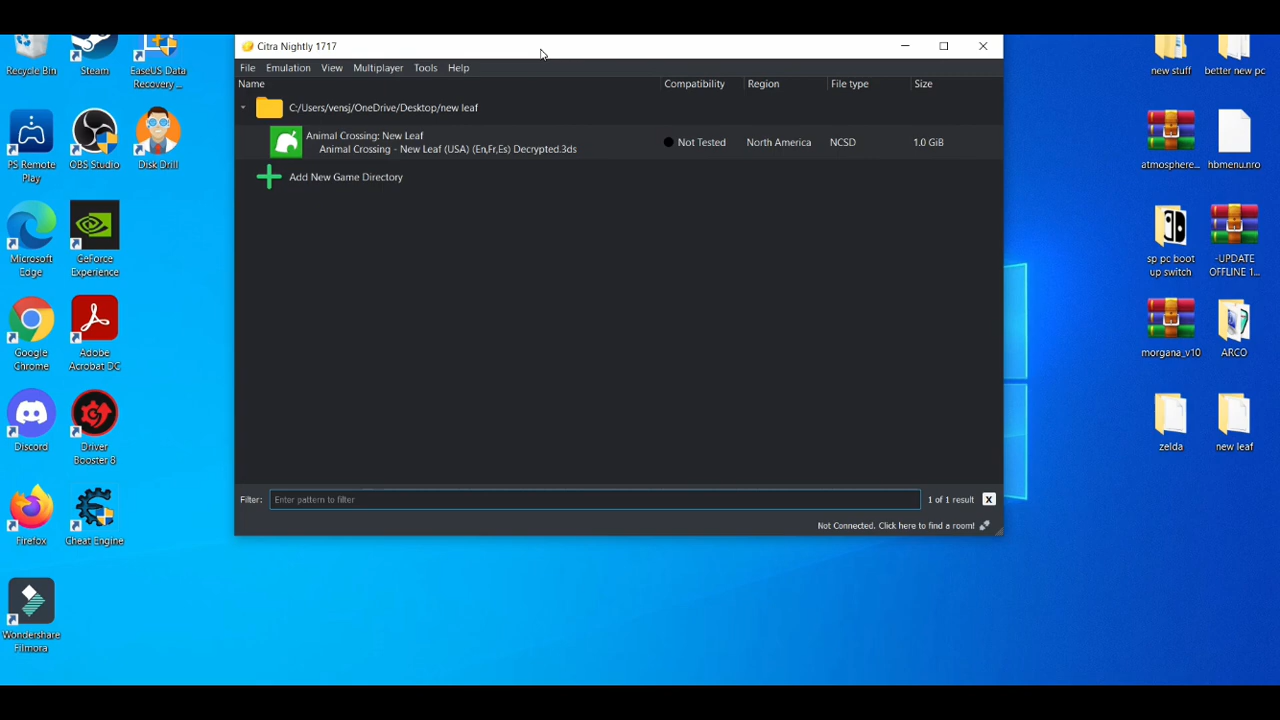 Citra Nightly 1717
File Emulation View Multiplayer Tools Help
Name Compatibility Region File type Size
C:/Users/vensj/OneDrive/Desktop/new leaf
Animal Crossing: New Leaf
Animal Crossing - New Leaf (USA) (En,Fr,Es) Decrypted.3ds
Not Tested North America NCSD 1.0 GiB
Add New Game Directory
Filter: Enter pattern to filter 1 of 1 result X
Not Connected. Click here to find a room!
Recycle Bin
Steam
EaseUS Data
Recovery ...
PS Remote
Play
OBS Studio
Disk Drill
Microsoft
Edge
GeForce
Experience
Google
Chrome
Adobe
Acrobat DC
Discord
Driver
Booster 8
Firefox
Cheat Engine
Wondershare
Filmora
new stuff
better new pc
atmosphere...
hbmenu.nro
sp pc boot
up switch
-UPDATE
OFFLINE 1...
morgana_v10
ARCO
zelda
new leaf